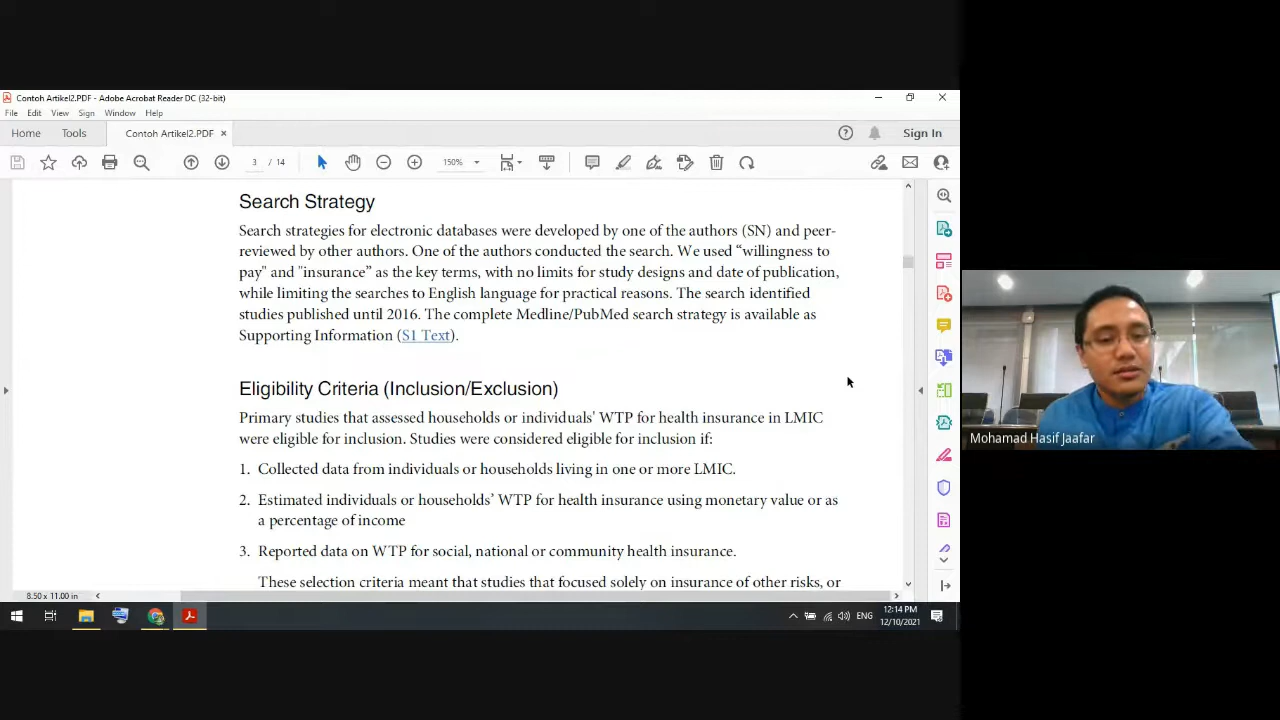 Contoh Artikel2.PDF - Adobe Acrobat Reader DC (32-bit)
File Edit View Sign Window Help
Home Tools Contoh Artikel2.PDF × Sign In
3 / 14 150%
Search Strategy
Search strategies for electronic databases were developed by one of the authors (SN) and peer-
reviewed by other authors. One of the authors conducted the search. We used “willingness to
pay" and "insurance” as the key terms, with no limits for study designs and date of publication,
while limiting the searches to English language for practical reasons. The search identified
studies published until 2016. The complete Medline/PubMed search strategy is available as
Supporting Information (S1 Text).
Eligibility Criteria (Inclusion/Exclusion)
Primary studies that assessed households or individuals' WTP for health insurance in LMIC
were eligible for inclusion. Studies were considered eligible for inclusion if:
1. Collected data from individuals or households living in one or more LMIC.
2. Estimated individuals or households’ WTP for health insurance using monetary value or as
a percentage of income
3. Reported data on WTP for social, national or community health insurance.
These selection criteria meant that studies that focused solely on insurance of other risks, or
8.50 x 11.00 in
Mohamad Hasif Jaafar
ENG
12:14 PM
12/10/2021